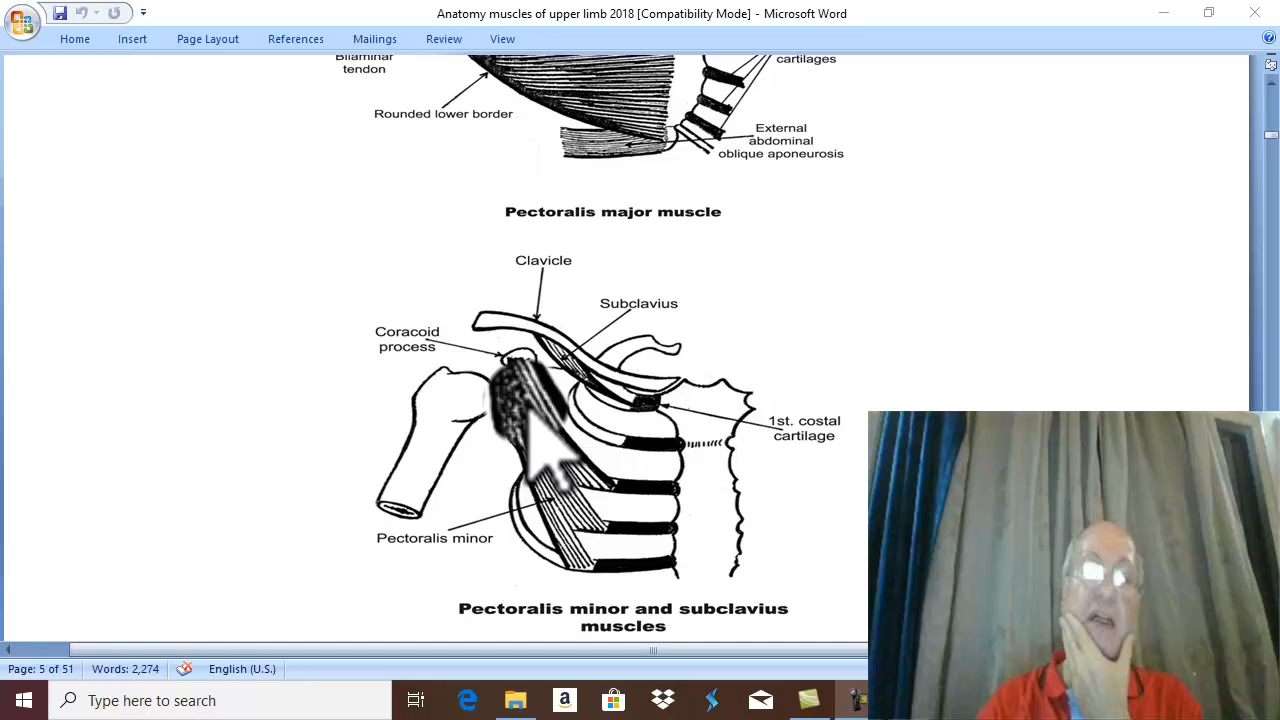 Anatomy muscles of upper limb 2018 [Compatibility Mode] - Microsoft Word
Home Insert Page Layout References Mailings Review View
Bilaminar
tendon
cartilages
Rounded lower border
External
abdominal
oblique aponeurosis
Pectoralis major muscle
Clavicle
Subclavius
Coracoid
process
1st. costal
cartilage
Pectoralis minor
Pectoralis minor and subclavius
muscles
Page: 5 of 51 Words: 2,274 English (U.S.)
Type here to search